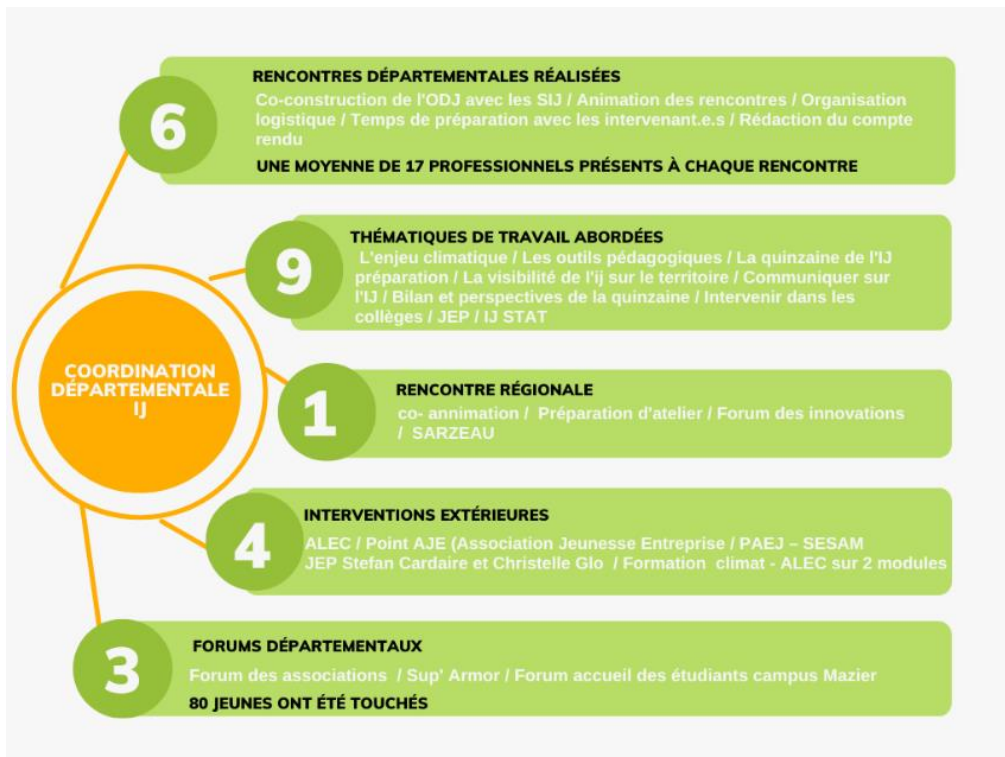 COORDINATION
DÉPARTEMENTALE
IJ
6
RENCONTRES DÉPARTEMENTALES RÉALISÉES
Co-construction de l'ODJ avec les SIJ / Animation des rencontres / Organisation
logistique / Temps de préparation avec les intervenant.e.s / Rédaction du compte
rendu
UNE MOYENNE DE 17 PROFESSIONNELS PRÉSENTS À CHAQUE RENCONTRE
9
THÉMATIQUES DE TRAVAIL ABORDÉES
L'enjeu climatique / Les outils pédagogiques / La quinzaine de l'IJ
préparation / La visibilité de l'ij sur le territoire / Communiquer sur
l'IJ / Bilan et perspectives de la quinzaine / Intervenir dans les
collèges / JEP / IJ STAT
1
RENCONTRE RÉGIONALE
co- annimation / Préparation d'atelier / Forum des innovations
/ SARZEAU
4
INTERVENTIONS EXTÉRIEURES
ALEC / Point AJE (Association Jeunesse Entreprise / PAEJ – SESAM
JEP Stefan Cardaire et Christelle Glo / Formation climat - ALEC sur 2 modules
3
FORUMS DÉPARTEMENTAUX
Forum des associations / Sup' Armor / Forum accueil des étudiants campus Mazier
80 JEUNES ONT ÉTÉ TOUCHÉS